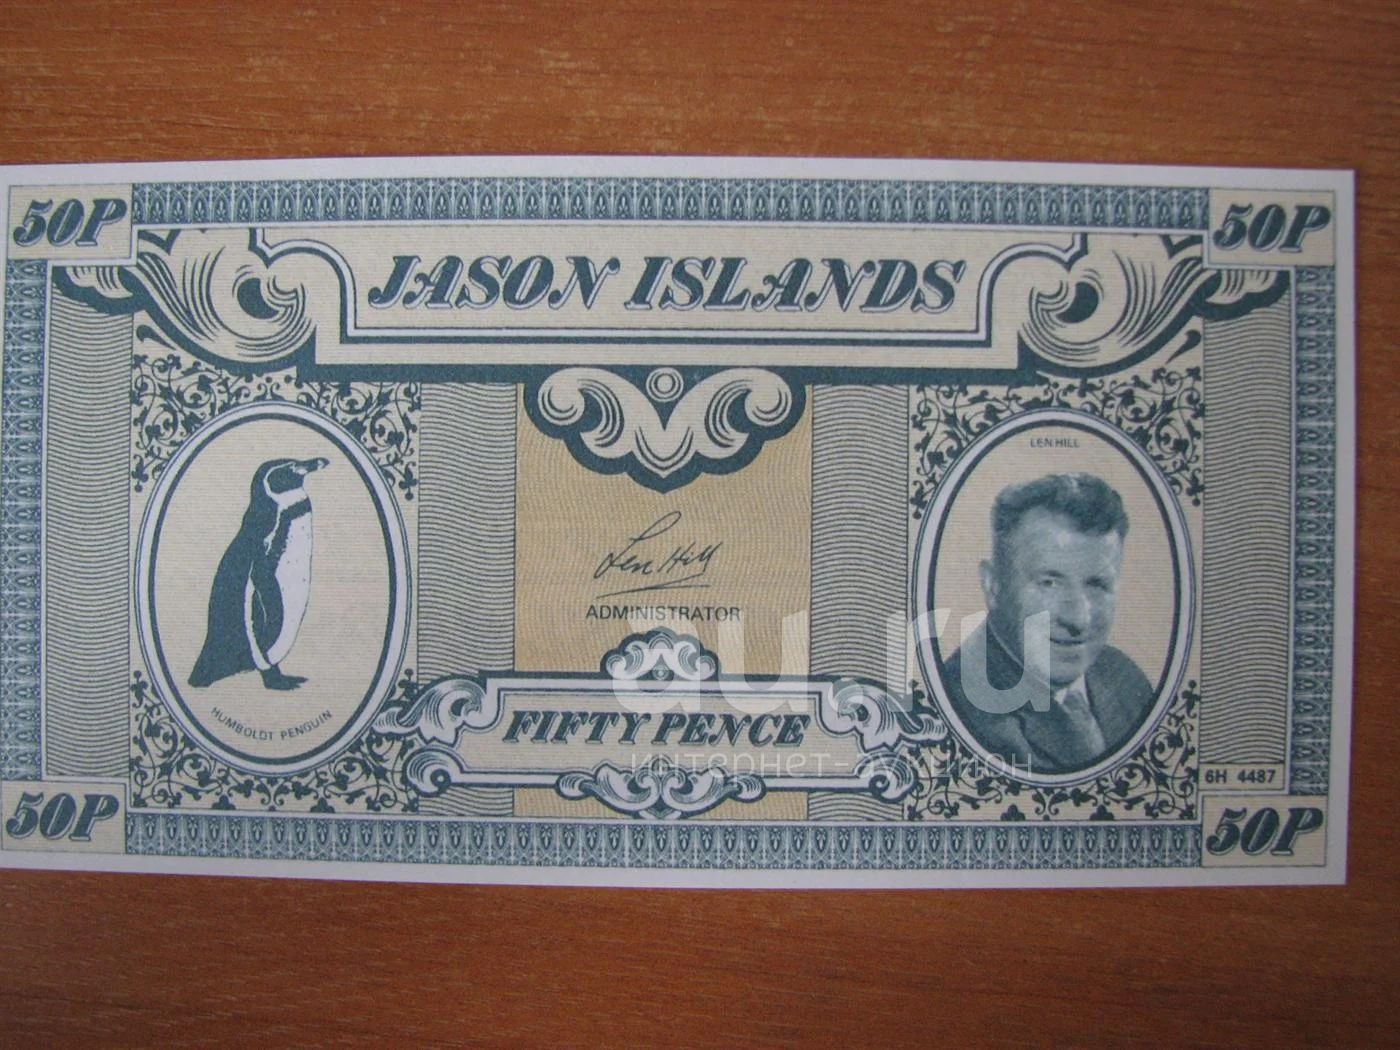 50P
50P
JASON ISLANDS
LEN HILL
Len Hill
ADMINISTRATOR
au.ru
HUMBOLDT PENGUIN
FIFTY PENCE
интернет-аукцион
6H 4487
50P
50P